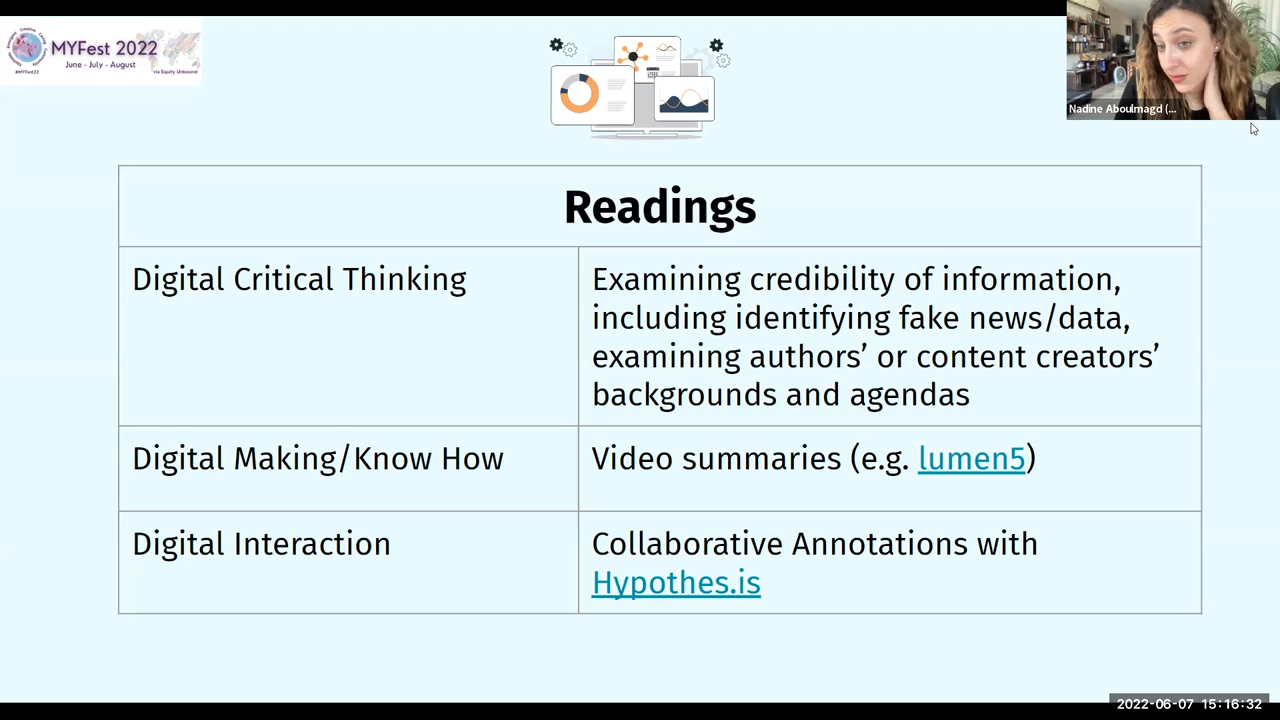 MYFest 2022
June - July - August
#MYFest22
via Equity Unbound
Nadine Aboulmagd (...
Readings
Digital Critical Thinking
Examining credibility of information,
including identifying fake news/data,
examining authors’ or content creators’
backgrounds and agendas
Digital Making/Know How
Video summaries (e.g. lumen5)
Digital Interaction
Collaborative Annotations with
Hypothes.is
2022-06-07 15:16:32